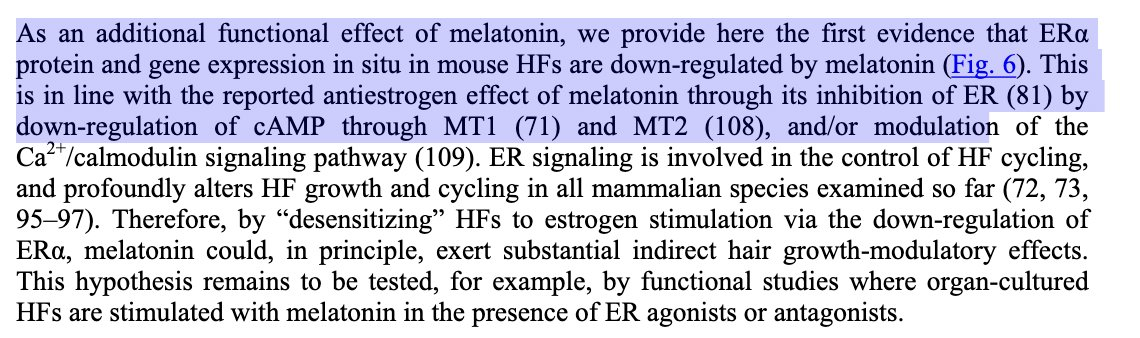 As an additional functional effect of melatonin, we provide here the first evidence that ERα
protein and gene expression in situ in mouse HFs are down-regulated by melatonin (Fig. 6). This
is in line with the reported antiestrogen effect of melatonin through its inhibition of ER (81) by
down-regulation of cAMP through MT1 (71) and MT2 (108), and/or modulation of the
Ca²⁺/calmodulin signaling pathway (109). ER signaling is involved in the control of HF cycling,
and profoundly alters HF growth and cycling in all mammalian species examined so far (72, 73,
95–97). Therefore, by “desensitizing” HFs to estrogen stimulation via the down-regulation of
ERα, melatonin could, in principle, exert substantial indirect hair growth-modulatory effects.
This hypothesis remains to be tested, for example, by functional studies where organ-cultured
HFs are stimulated with melatonin in the presence of ER agonists or antagonists.